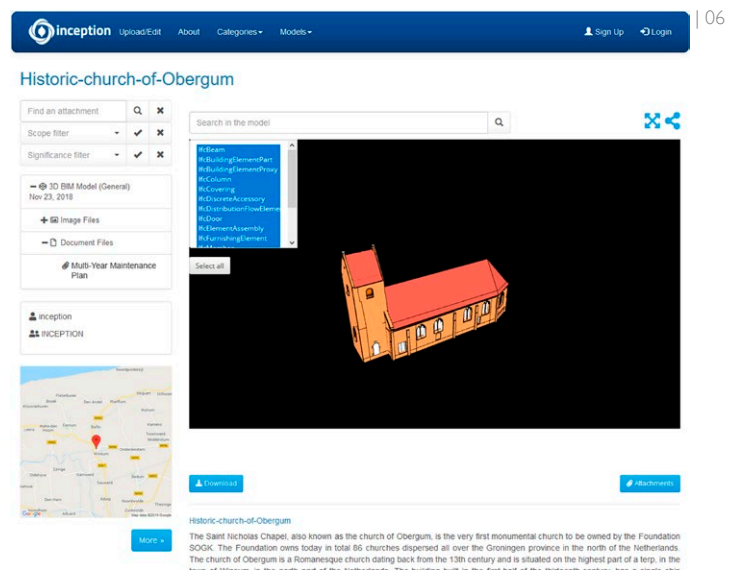 | 06
inception Upload/Edit About Categories Models Sign Up Login
Historic-church-of-Obergum
Find an attachment
Scope filter
Significance filter
3D BIM Model (General)
Nov 23, 2018
Image Files
Document Files
Multi-Year Maintenance
Plan
inception
INCEPTION
More »
Search in the model
IfcBeam
IfcBuildingElementPart
IfcBuildingElementProxy
IfcColumn
IfcCovering
IfcDiscreteAccessory
IfcDistributionFlowEleme
IfcDoor
IfcElementAssembly
IfcFurnishingElement
Select all
Download
Attachments
Historic-church-of-Obergum
The Saint Nicholas Chapel, also known as the church of Obergum, is the very first monumental church to be owned by the Foundation
SOGK. The Foundation owns today in total 86 churches dispersed all over the Groningen province in the north of the Netherlands.
The church of Obergum is a Romanesque church dating back from the 13th century and is situated on the highest part of a terp, in the